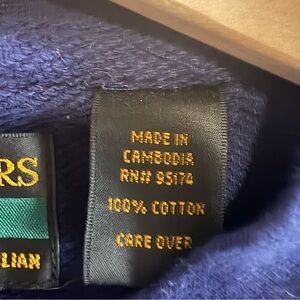 RS
LIAN
MADE IN
CAMBODIA
RN# 95174
100% COTTON
CARE OVER